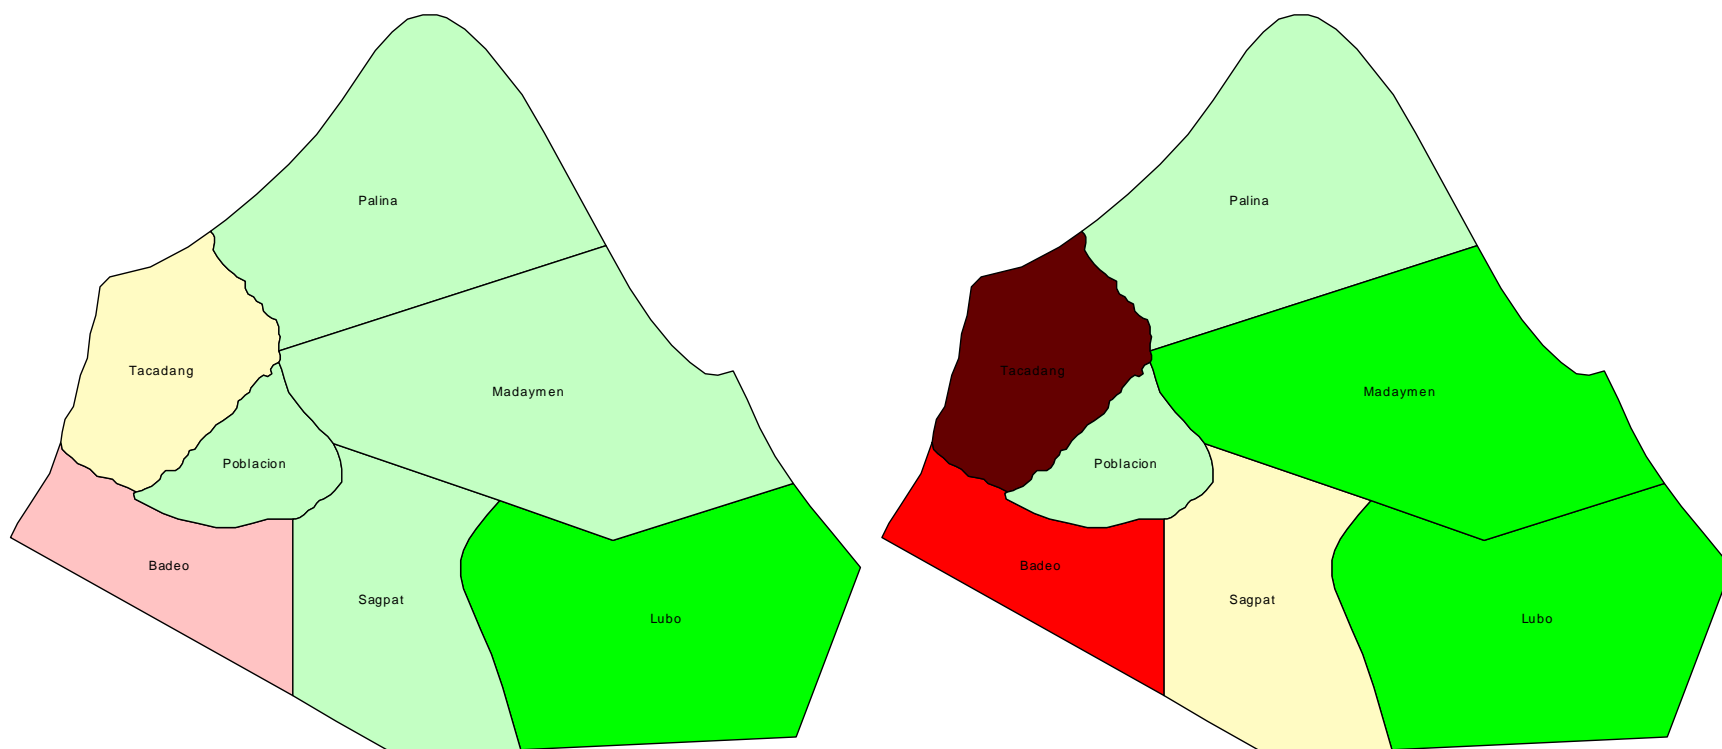 Palina
Tacadang
Madaymen
Poblacion
Badeo
Sagpat
Lubo
Palina
Tacadang
Madaymen
Poblacion
Badeo
Sagpat
Lubo